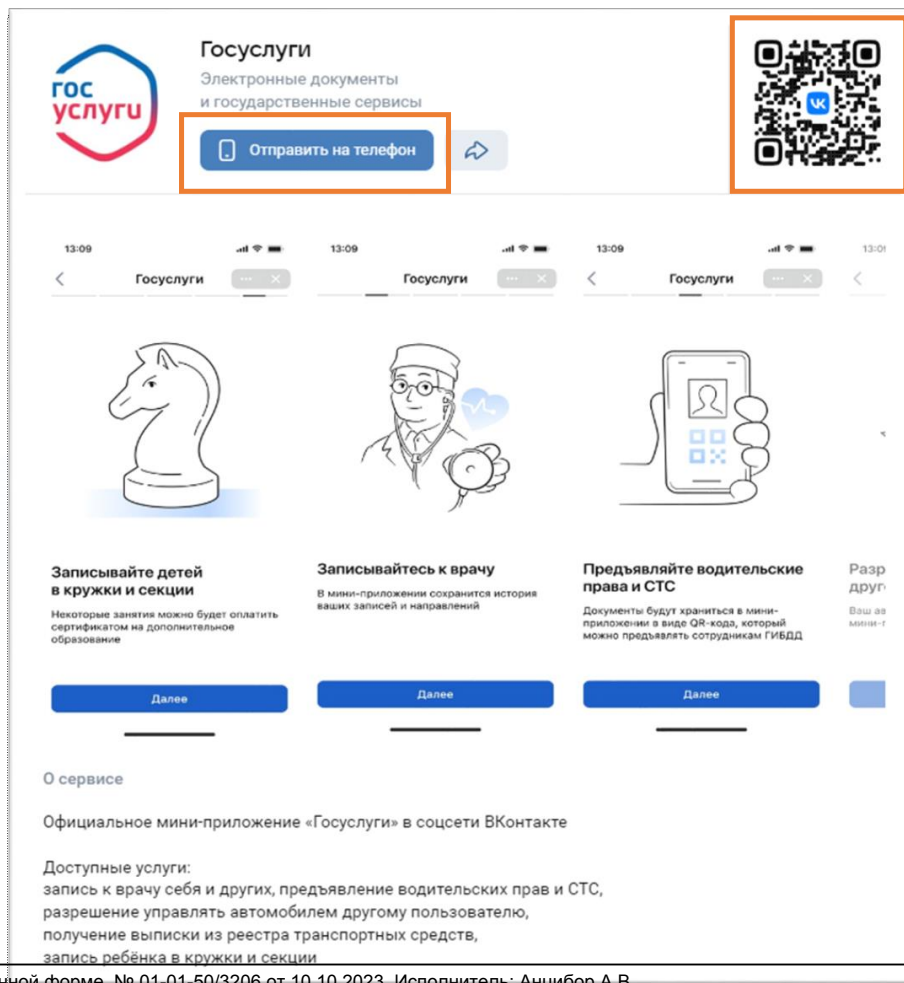 Госуслуги
Электронные документы
и государственные сервисы
гос
услуги
Отправить на телефон
13:09
Госуслуги
Записывайте детей
в кружки и секции
Некоторые занятия можно будет оплатить
сертификатом на дополнительное
образование
Далее
13:09
Госуслуги
Записывайтесь к врачу
В мини-приложении сохранится история
ваших записей и направлений
Далее
13:09
Госуслуги
Предъявляйте водительские
права и СТС
Документы будут храниться в мини-
приложении в виде QR-кода, который
можно предъявлять сотрудникам ГИБДД
Далее
О сервисе
Официальное мини-приложение «Госуслуги» в соцсети ВКонтакте
Доступные услуги:
запись к врачу себя и других, предъявление водительских прав и СТС,
разрешение управлять автомобилем другому пользователю,
получение выписки из реестра транспортных средств,
запись ребёнка в кружки и секции
форме. № 01-01-50/3206 от 10.10.2023. Исполнитель: Анцибор А.В.